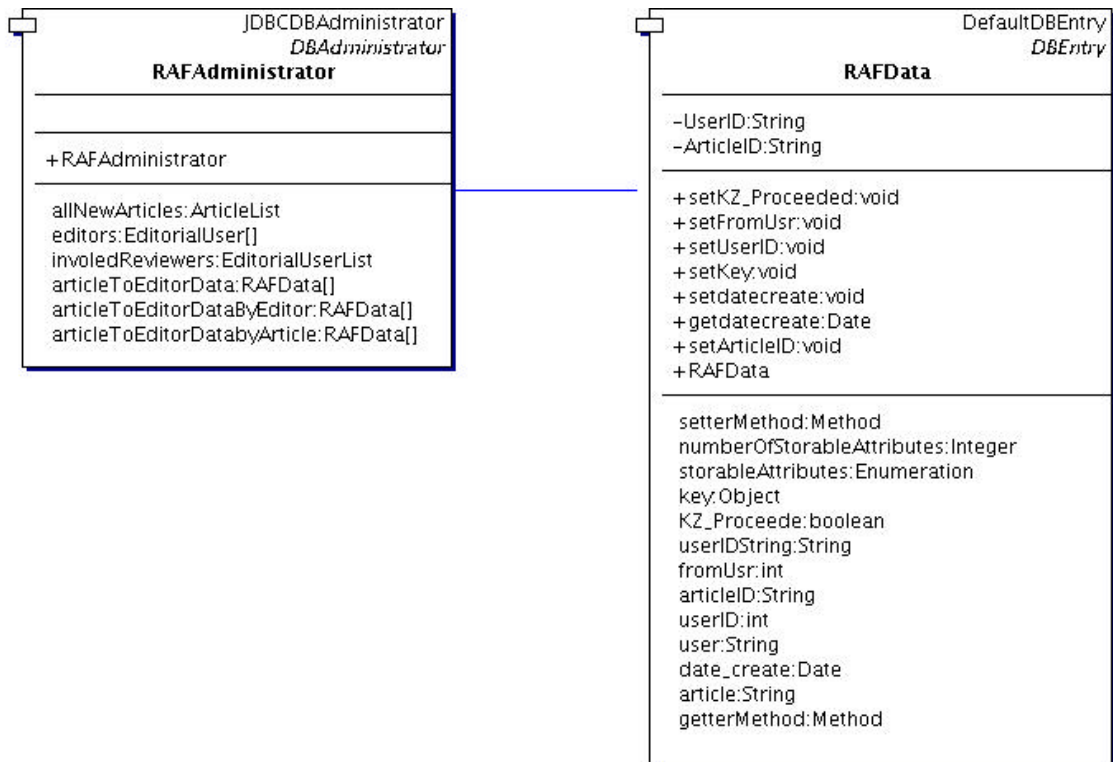 JDBCDBAdministrator
DBAdministrator
RAFAdministrator
+RAFAdministrator
allNewArticles:ArticleList
editors:EditorialUser[]
involedReviewers:EditorialUserList
articleToEditorData:RAFData[]
articleToEditorDataByEditor:RAFData[]
articleToEditorDatabyArticle:RAFData[]
DefaultDBEntry
DBEntry
RAFData
-UserID:String
-ArticleID:String
+setKZ_Proceeded:void
+setFromUsr:void
+setUserID:void
+setKey:void
+setdatecreate:void
+getdatecreate:Date
+setArticleID:void
+RAFData
setterMethod:Method
numberOfStorableAttributes:Integer
storableAttributes:Enumeration
key:Object
KZ_Proceede:boolean
userIDString:String
fromUsr:int
articleID:String
userID:int
user:String
date_create:Date
article:String
getterMethod:Method